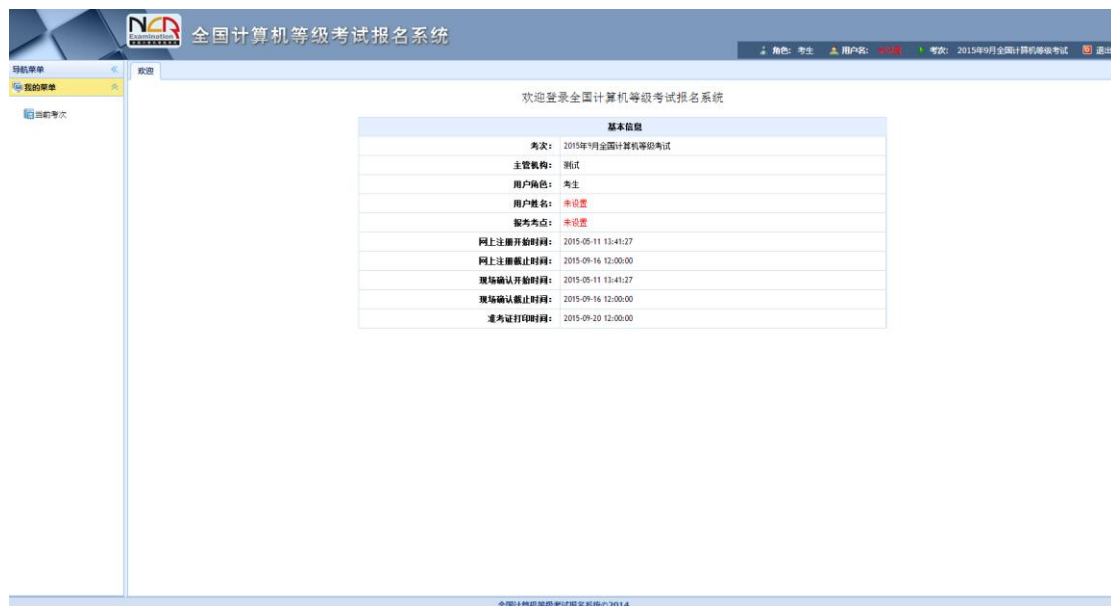 NCR
Examination
全国计算机等级考试报名系统
角色: 考生 用户名: 考次: 2015年9月全国计算机等级考试 退出
导航菜单
欢迎
我的菜单
当前考次
欢迎登录全国计算机等级考试报名系统
基本信息
考次: 2015年9月全国计算机等级考试
主管机构: 测试
用户角色: 考生
用户姓名: 未设置
报考考点: 未设置
网上注册开始时间: 2015-05-11 13:41:27
网上注册截止时间: 2015-09-16 12:00:00
现场确认开始时间: 2015-05-11 13:41:27
现场确认截止时间: 2015-09-16 12:00:00
准考证打印时间: 2015-09-20 12:00:00
全国计算机等级考试报名系统©2014